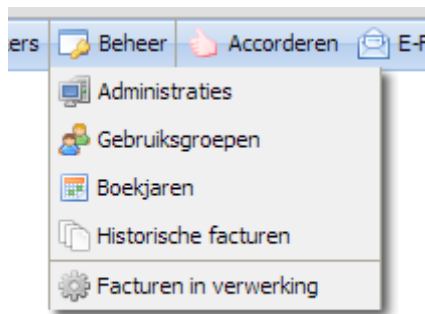 ers Beheer Accorderen E-F
Administraties
Gebruiksgroepen
Boekjaren
Historische facturen
Facturen in verwerking